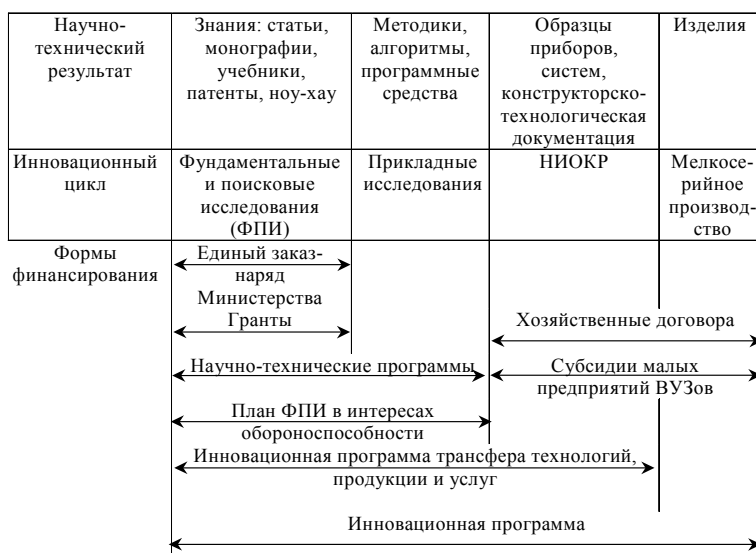 Научно-
технический
результат
Знания: статьи,
монографии,
учебники,
патенты, ноу-хау
Методики,
алгоритмы,
программные
средства
Образцы
приборов,
систем,
конструкторско-
технологическая
документация
Изделия
Инновационный
цикл
Фундаментальные
и поисковые
исследования
(ФПИ)
Прикладные
исследования
НИОКР
Мелкосе-
рийное
производ-
ство
Формы
финансирования
Единый заказ-
наряд
Министерства
Гранты
Хозяйственные договора
Научно-технические программы
Субсидии малых
предприятий ВУЗов
План ФПИ в интересах
обороноспособности
Инновационная программа трансфера технологий,
продукции и услуг
Инновационная программа